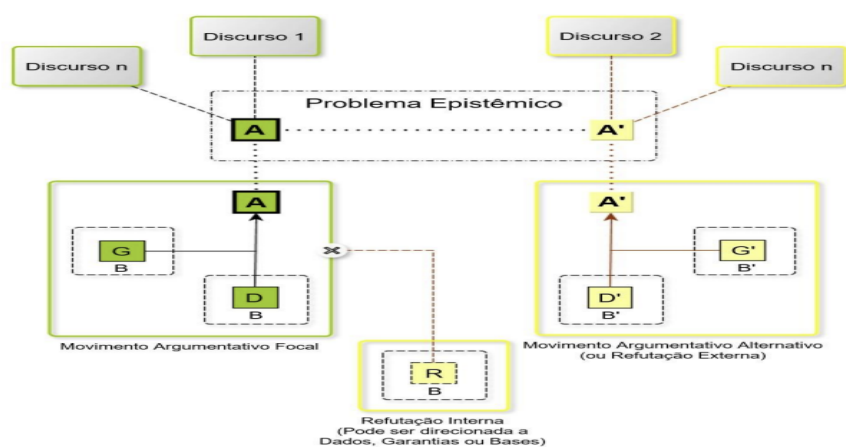 Discurso 1
Discurso 2
Discurso n
Discurso n
Problema Epistêmico
A
A'
A
A'
G
B
G'
B'
D
B
D'
B'
Movimento Argumentativo Focal
Movimento Argumentativo Alternativo
(ou Refutação Externa)
R
B
Refutação Interna
(Pode ser direcionada a
Dados, Garantias ou Bases)